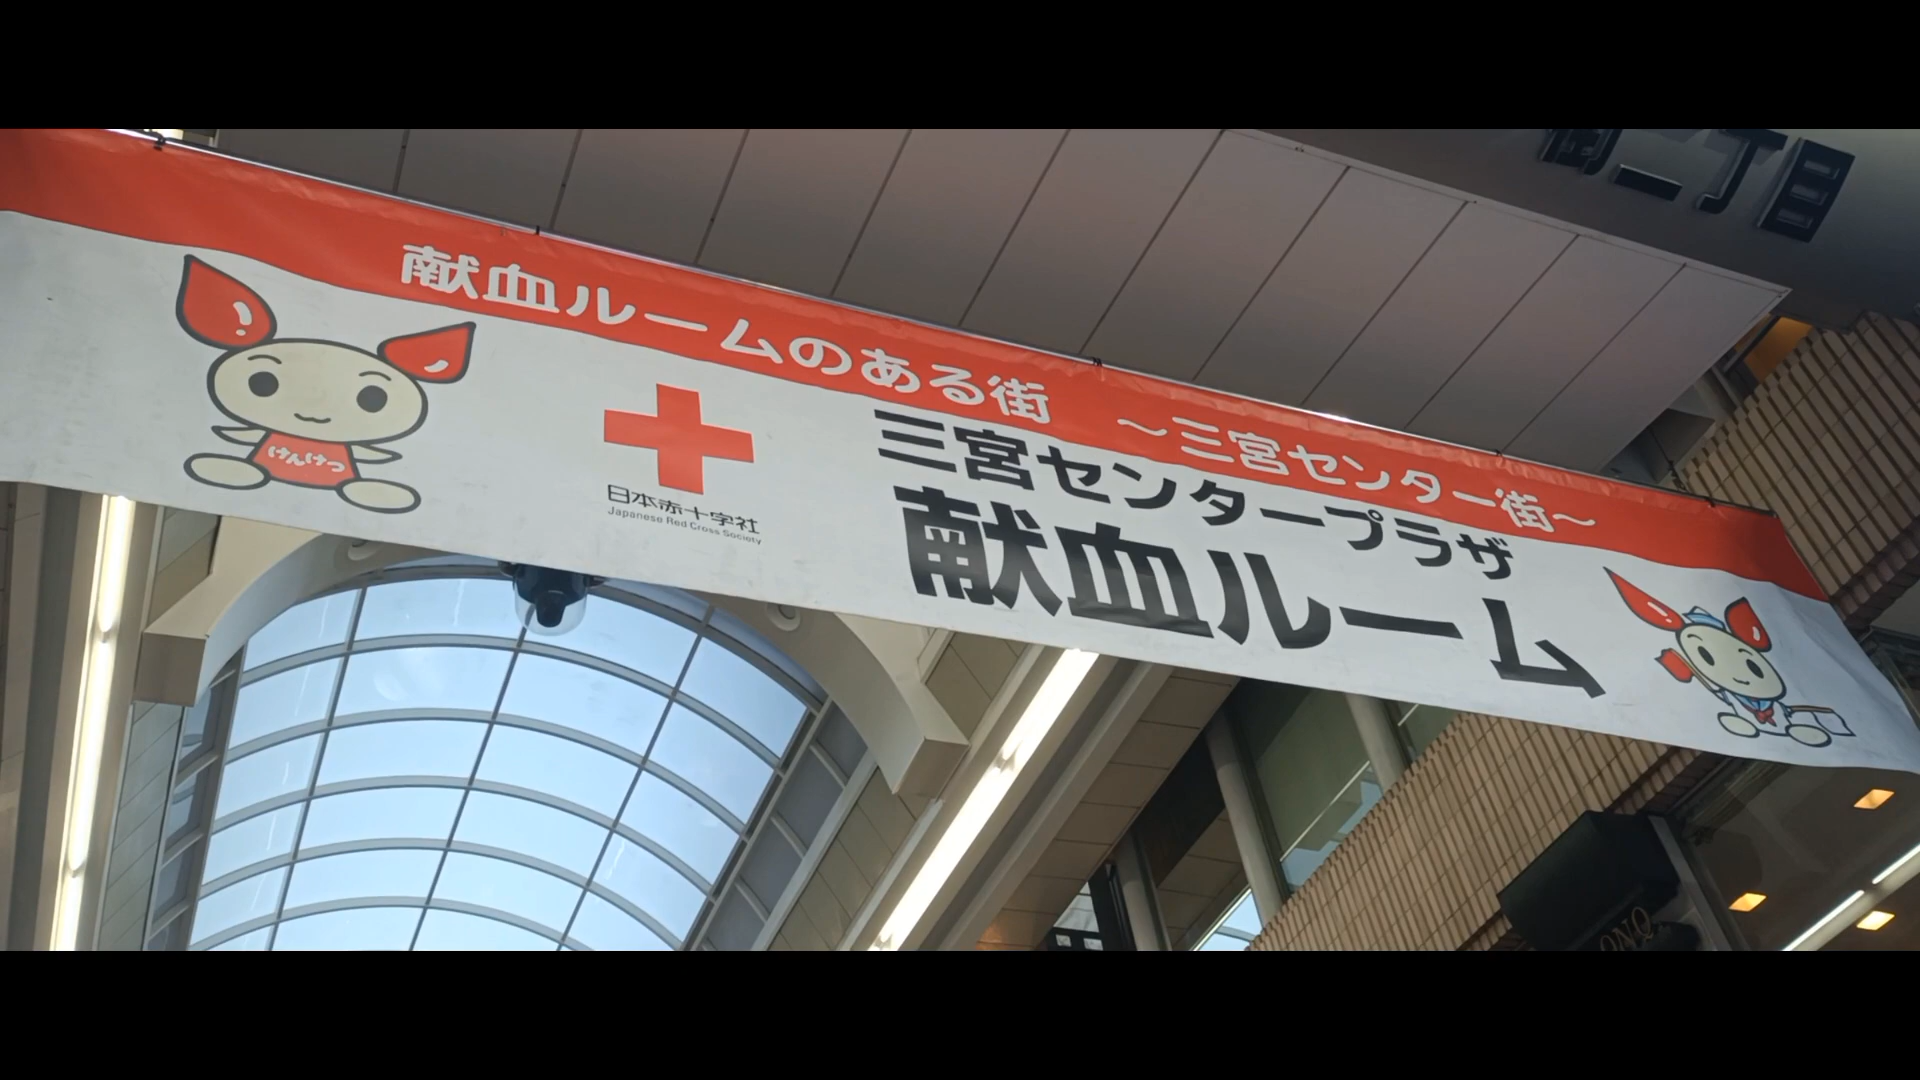 献血ルームのある街 ～三宮センター街～
けんけつ
日本赤十字社
Japanese Red Cross Society
三宮センタープラザ
献血ルーム